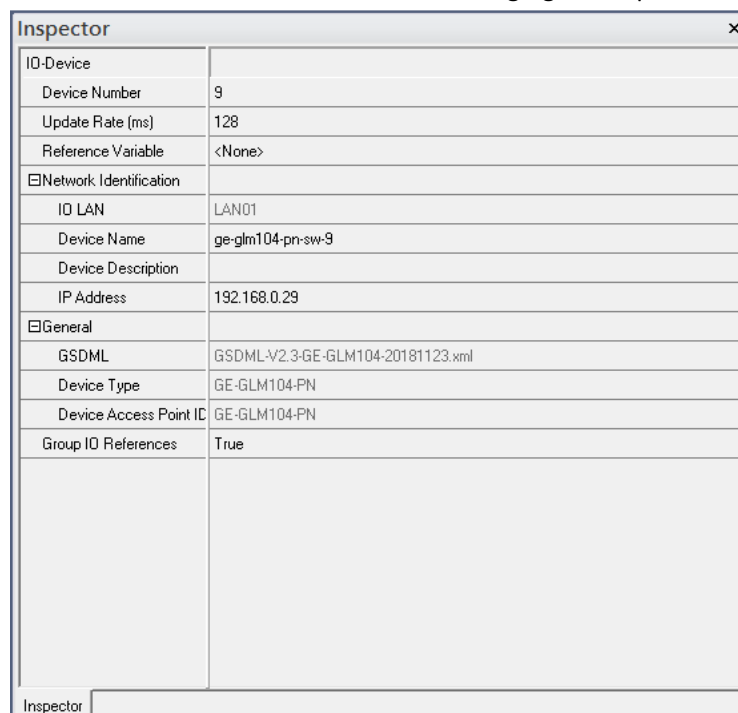 Inspector ×
IO-Device
Device Number 9
Update Rate (ms) 128
Reference Variable <None>
Network Identification
IO LAN LAN01
Device Name ge-glm104-pn-sw-9
Device Description
IP Address 192.168.0.29
General
GSDML GSDML-V2.3-GE-GLM104-20181123.xml
Device Type GE-GLM104-PN
Device Access Point ID GE-GLM104-PN
Group IO References True
Inspector